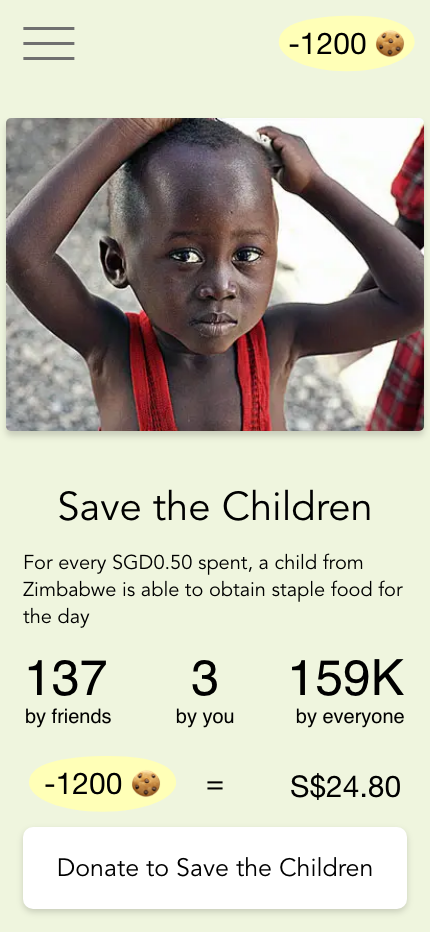 -1200 🍪
Save the Children
For every SGD0.50 spent, a child from
Zimbabwe is able to obtain staple food for
the day
137 3 159K
by friends by you by everyone
-1200 🍪 = S$24.80
Donate to Save the Children